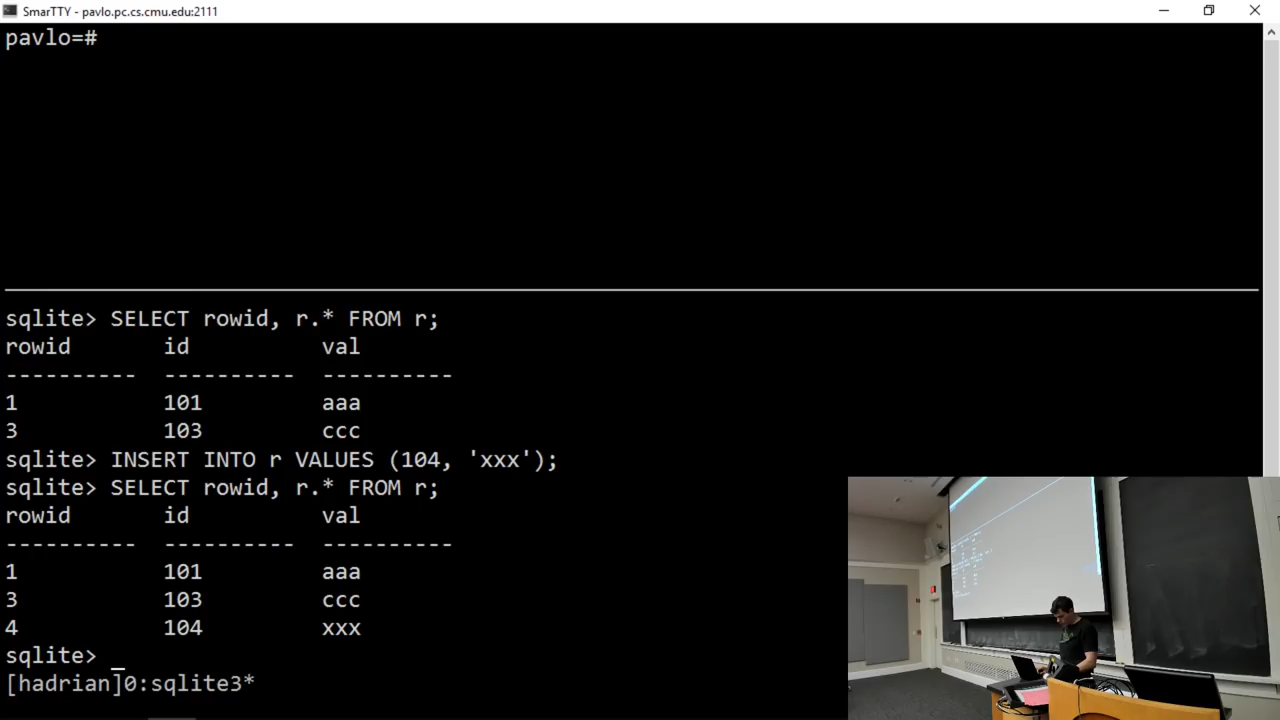 SmarTTY - pavlo.pc.cs.cmu.edu:2111
pavlo=#
sqlite> SELECT rowid, r.* FROM r;
rowid       id          val
----------  ----------  ----------
1           101         aaa
3           103         ccc
sqlite> INSERT INTO r VALUES (104, 'xxx');
sqlite> SELECT rowid, r.* FROM r;
rowid       id          val
----------  ----------  ----------
1           101         aaa
3           103         ccc
4           104         xxx
sqlite> _
[hadrian]0:sqlite3*